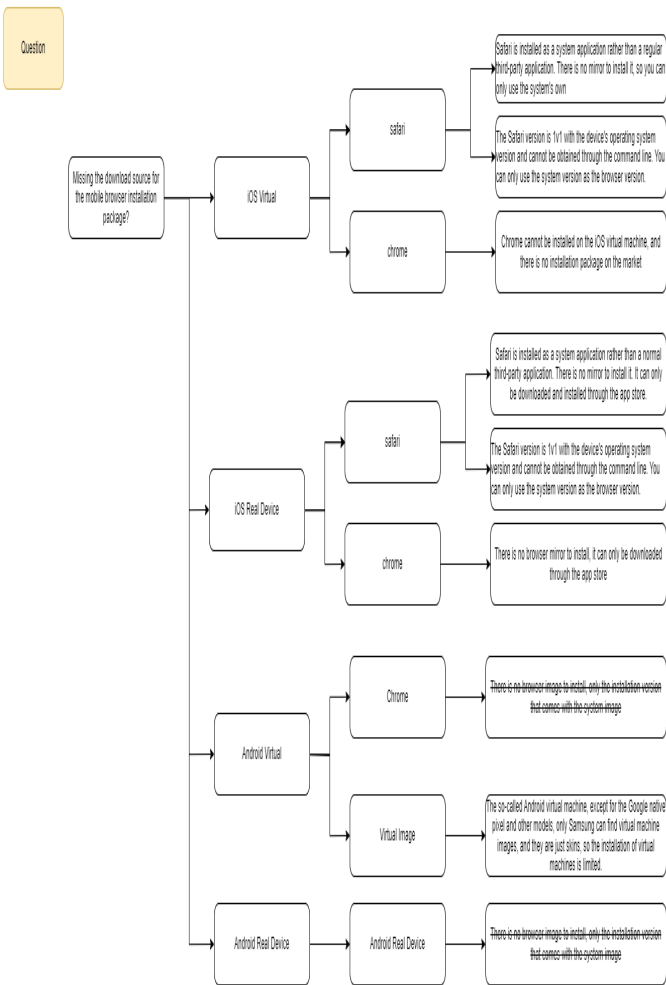 Question
Missing the download source for
the mobile browser installation
package?
iOS Virtual
safari
Safari is installed as a system application rather than a regular
third-party application. There is no mirror to install it, so you can
only use the system's own
The Safari version is 1v1 with the device's operating system
version and cannot be obtained through the command line. You
can only use the system version as the browser version.
chrome
Chrome cannot be installed on the iOS virtual machine, and
there is no installation package on the market
iOS Real Device
safari
Safari is installed as a system application rather than a normal
third-party application. There is no mirror to install it. It can only
be downloaded and installed through the app store.
The Safari version is 1v1 with the device's operating system
version and cannot be obtained through the command line. You
can only use the system version as the browser version.
chrome
There is no browser mirror to install, it can only be downloaded
through the app store
Android Virtual
Chrome
There is no browser image to install, only the installation version
that comes with the system image
Virtual Image
The so-called Android virtual machine, except for the Google native
pixel and other models, only Samsung can find virtual machine
images, and they are just skins, so the installation of virtual
machines is limited.
Android Real Device
Android Real Device
There is no browser image to install, only the installation version
that comes with the system image